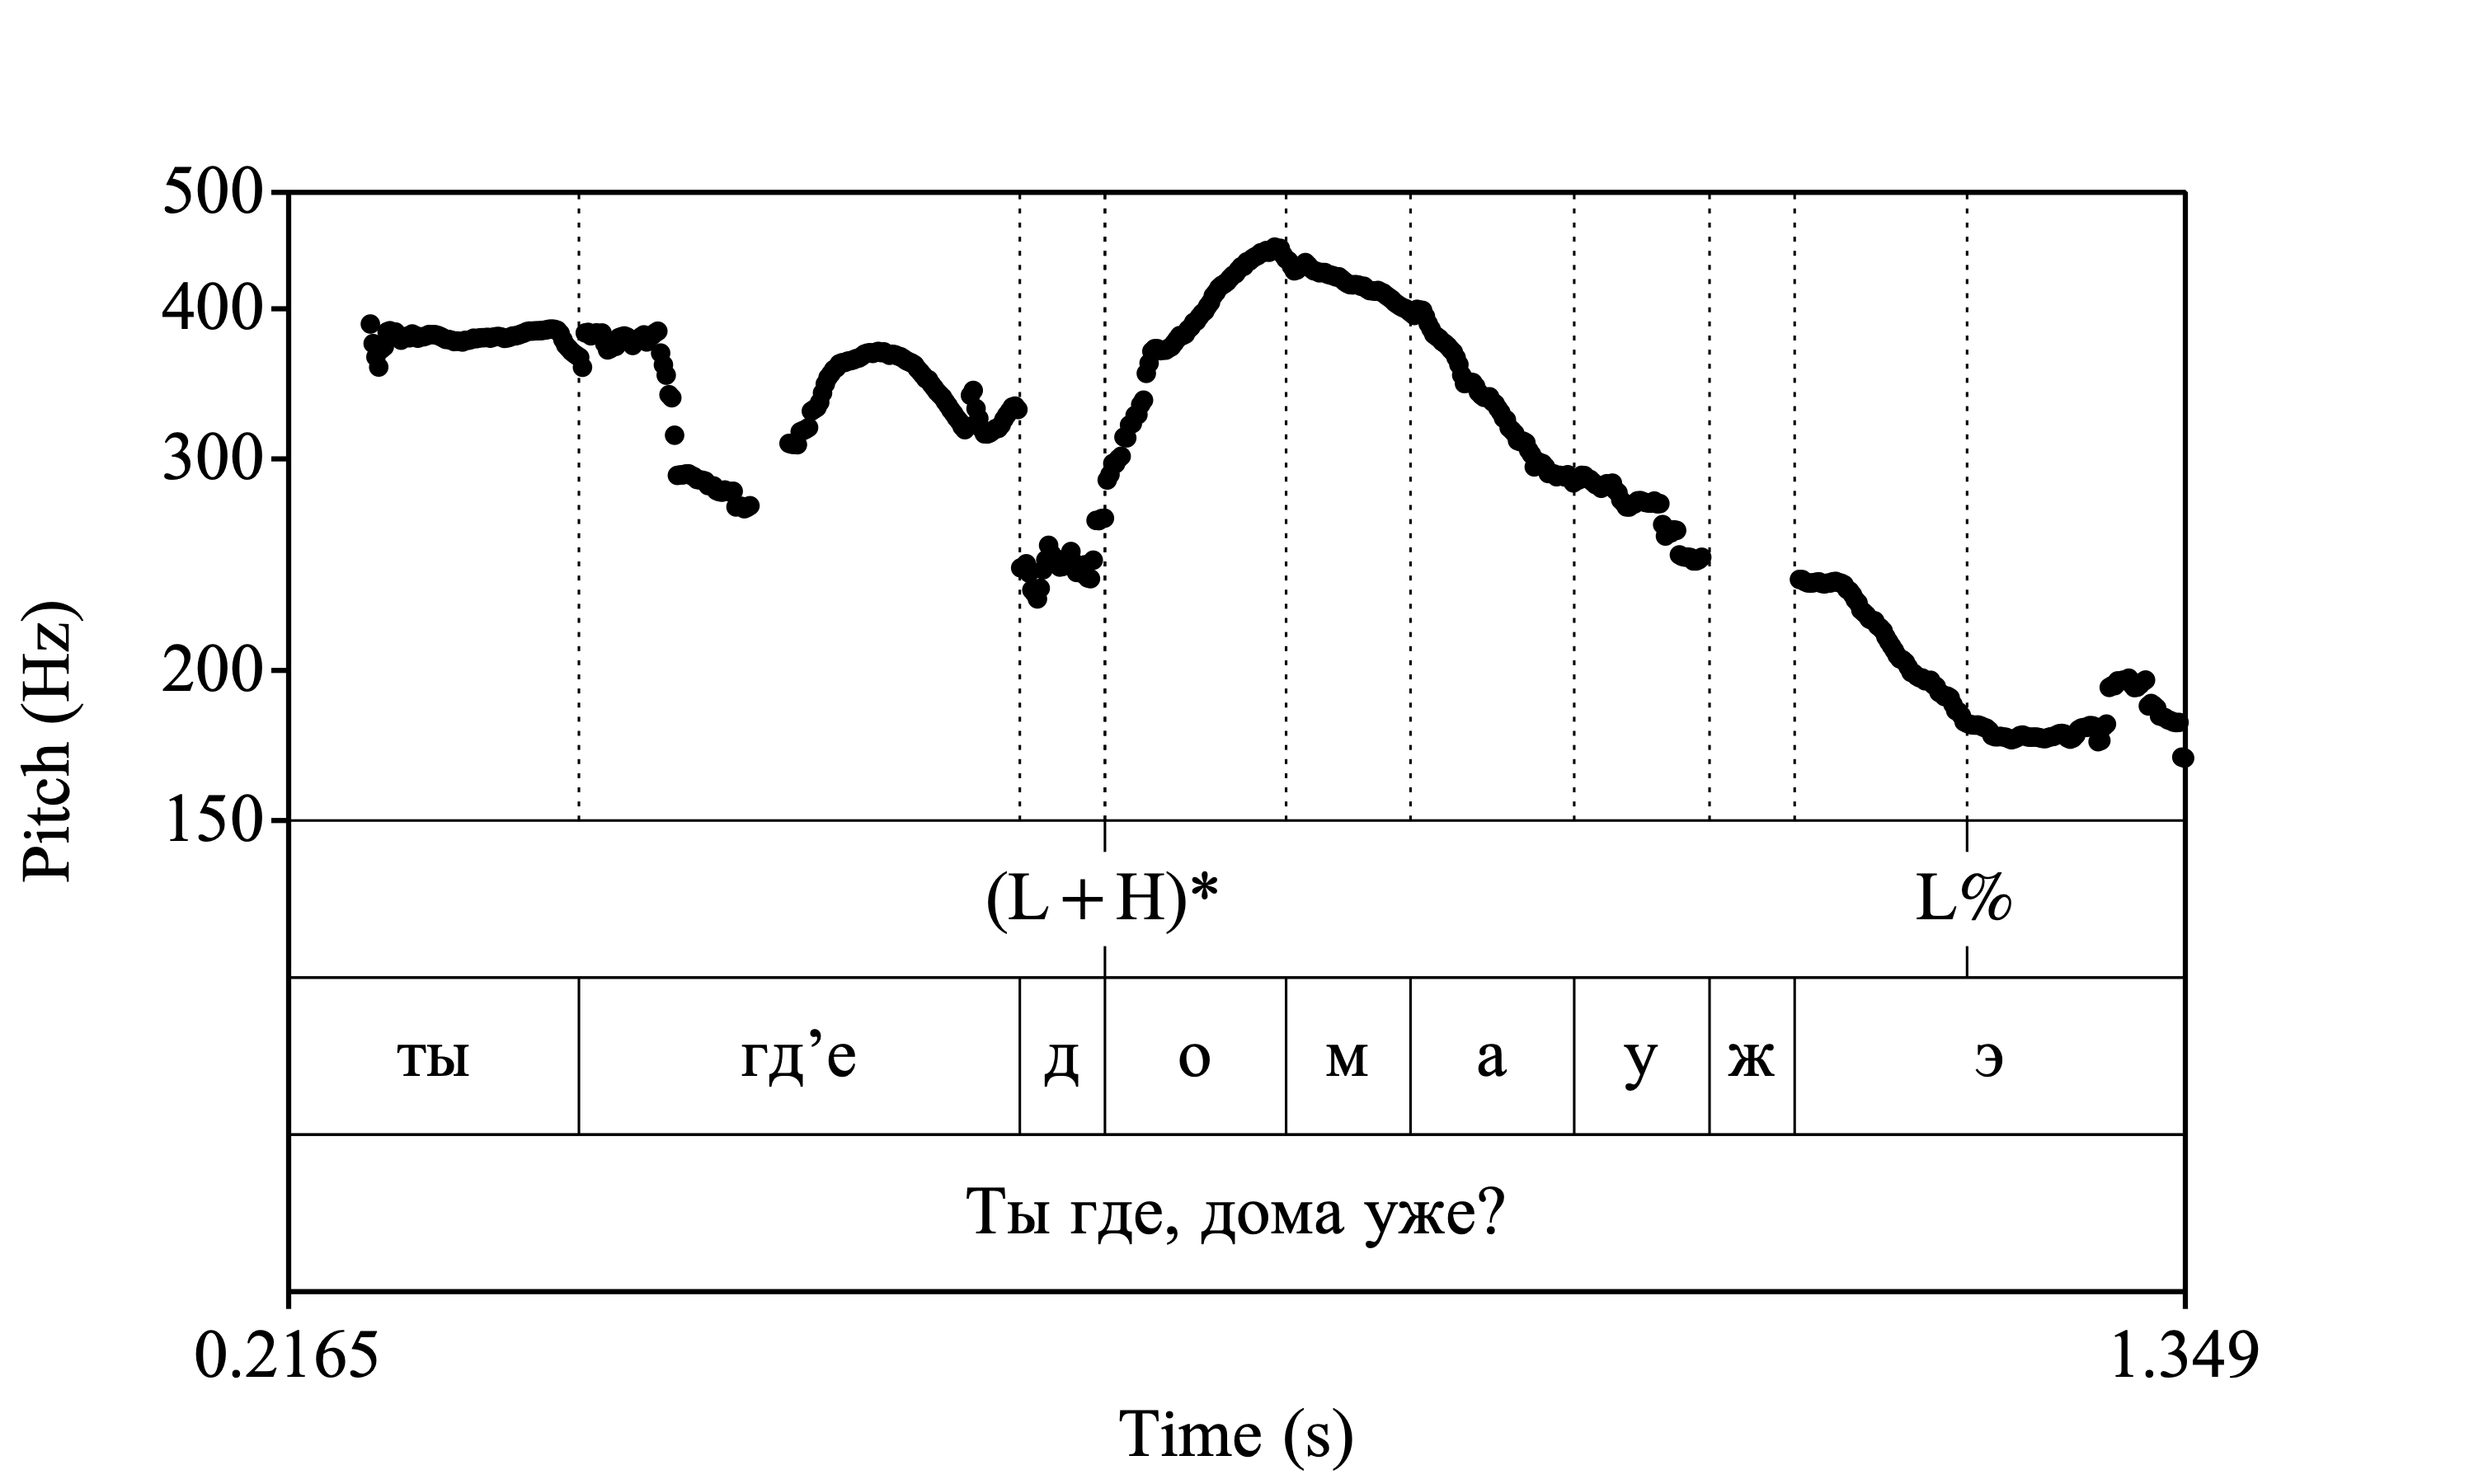 500
400
300
200
150
Pitch (Hz)
(L+H)* L%
ты гд’е д о м а у ж э
Ты где, дома уже?
0.2165 1.349
Time (s)